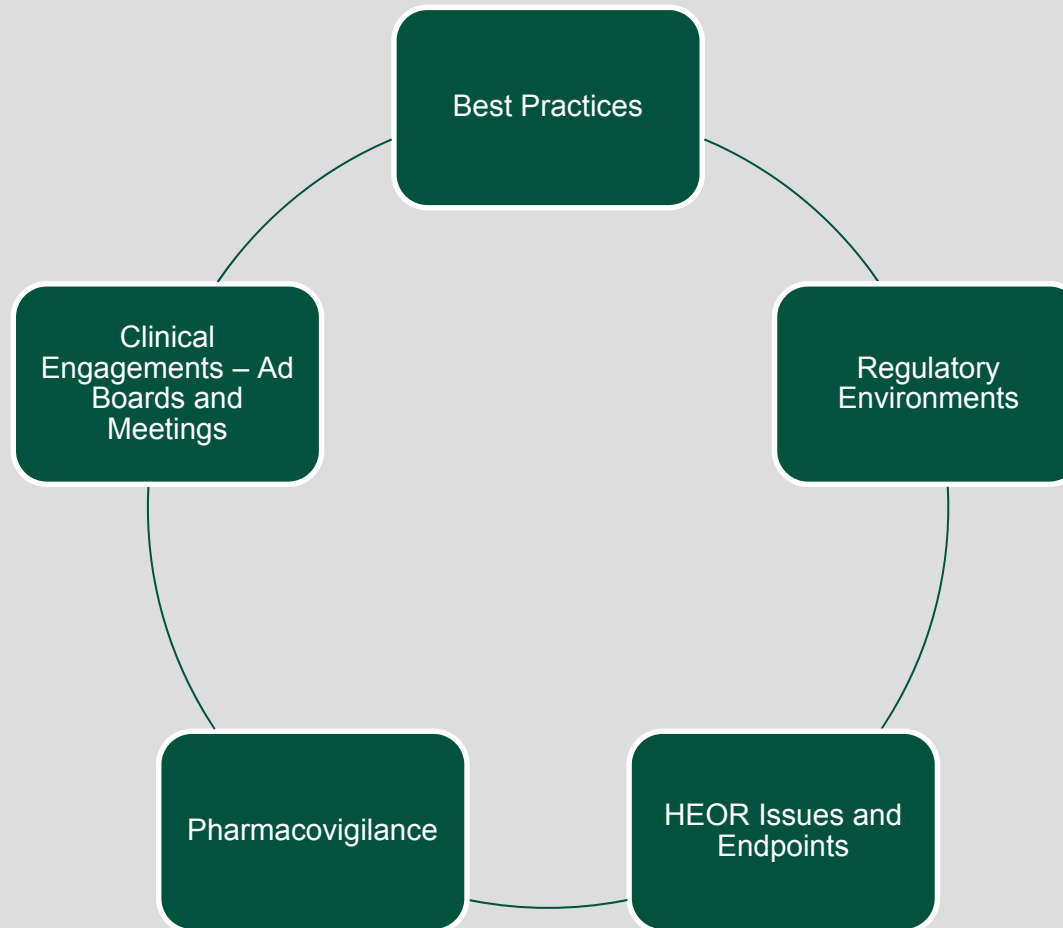 Best Practices
Clinical
Engagements – Ad
Boards and
Meetings
Regulatory
Environments
Pharmacovigilance
HEOR Issues and
Endpoints